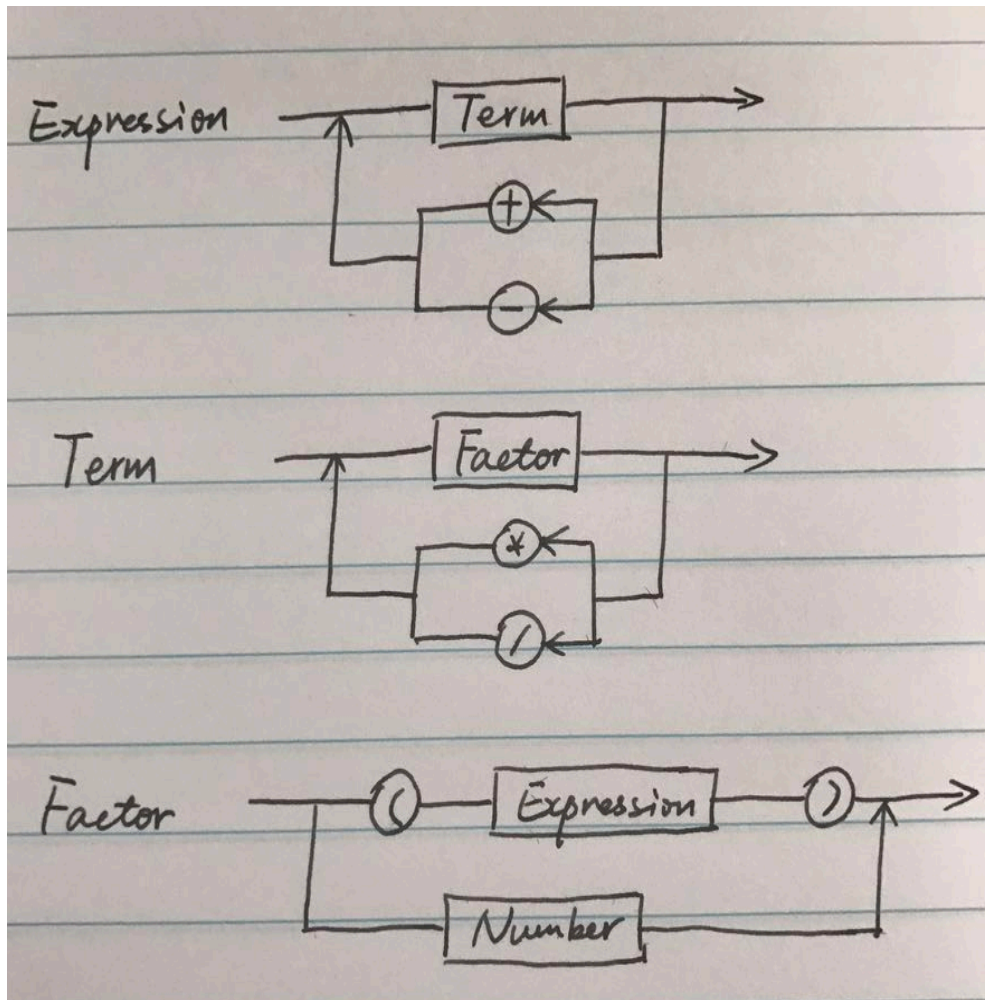 Expression Term
+
-
Term Factor
*
/
Factor ( Expression )
Number